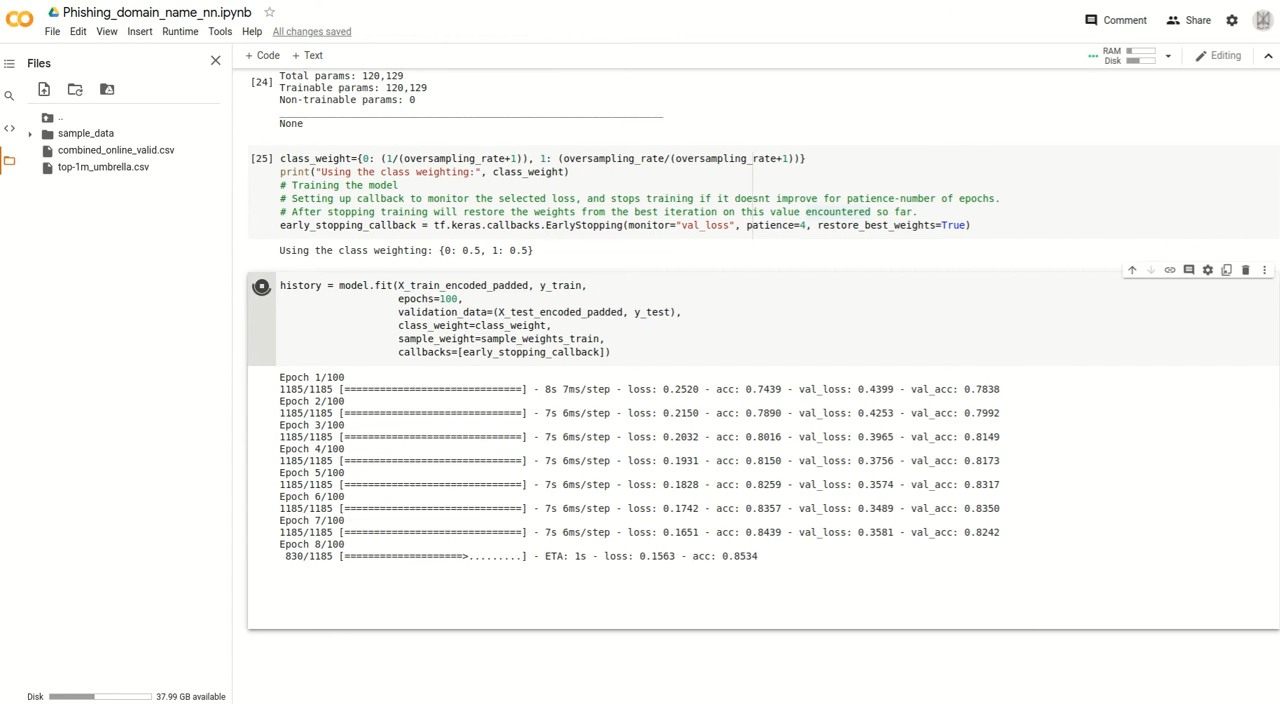 Phishing_domain_name_nn.ipynb
File Edit View Insert Runtime Tools Help All changes saved
Comment Share
Files
+ Code + Text
RAM
Disk
Editing
..
sample_data
combined_online_valid.csv
top-1m_umbrella.csv
Disk 37.99 GB available
[24] Total params: 120,129
Trainable params: 120,129
Non-trainable params: 0
None
[25] class_weight={0: (1/(oversampling_rate+1)), 1: (oversampling_rate/(oversampling_rate+1))}
print("Using the class weighting:", class_weight)
# Training the model
# Setting up callback to monitor the selected loss, and stops training if it doesnt improve for patience-number of epochs.
# After stopping training will restore the weights from the best iteration on this value encountered so far.
early_stopping_callback = tf.keras.callbacks.EarlyStopping(monitor="val_loss", patience=4, restore_best_weights=True)
Using the class weighting: {0: 0.5, 1: 0.5}
history = model.fit(X_train_encoded_padded, y_train,
epochs=100,
validation_data=(X_test_encoded_padded, y_test),
class_weight=class_weight,
sample_weight=sample_weights_train,
callbacks=[early_stopping_callback])
Epoch 1/100
1185/1185 [==============================] - 8s 7ms/step - loss: 0.2520 - acc: 0.7439 - val_loss: 0.4399 - val_acc: 0.7838
Epoch 2/100
1185/1185 [==============================] - 7s 6ms/step - loss: 0.2150 - acc: 0.7890 - val_loss: 0.4253 - val_acc: 0.7992
Epoch 3/100
1185/1185 [==============================] - 7s 6ms/step - loss: 0.2032 - acc: 0.8016 - val_loss: 0.3965 - val_acc: 0.8149
Epoch 4/100
1185/1185 [==============================] - 7s 6ms/step - loss: 0.1931 - acc: 0.8150 - val_loss: 0.3756 - val_acc: 0.8173
Epoch 5/100
1185/1185 [==============================] - 7s 6ms/step - loss: 0.1828 - acc: 0.8259 - val_loss: 0.3574 - val_acc: 0.8317
Epoch 6/100
1185/1185 [==============================] - 7s 6ms/step - loss: 0.1742 - acc: 0.8357 - val_loss: 0.3489 - val_acc: 0.8350
Epoch 7/100
1185/1185 [==============================] - 7s 6ms/step - loss: 0.1651 - acc: 0.8439 - val_loss: 0.3581 - val_acc: 0.8242
Epoch 8/100
830/1185 [====================>.........] - ETA: 1s - loss: 0.1563 - acc: 0.8534